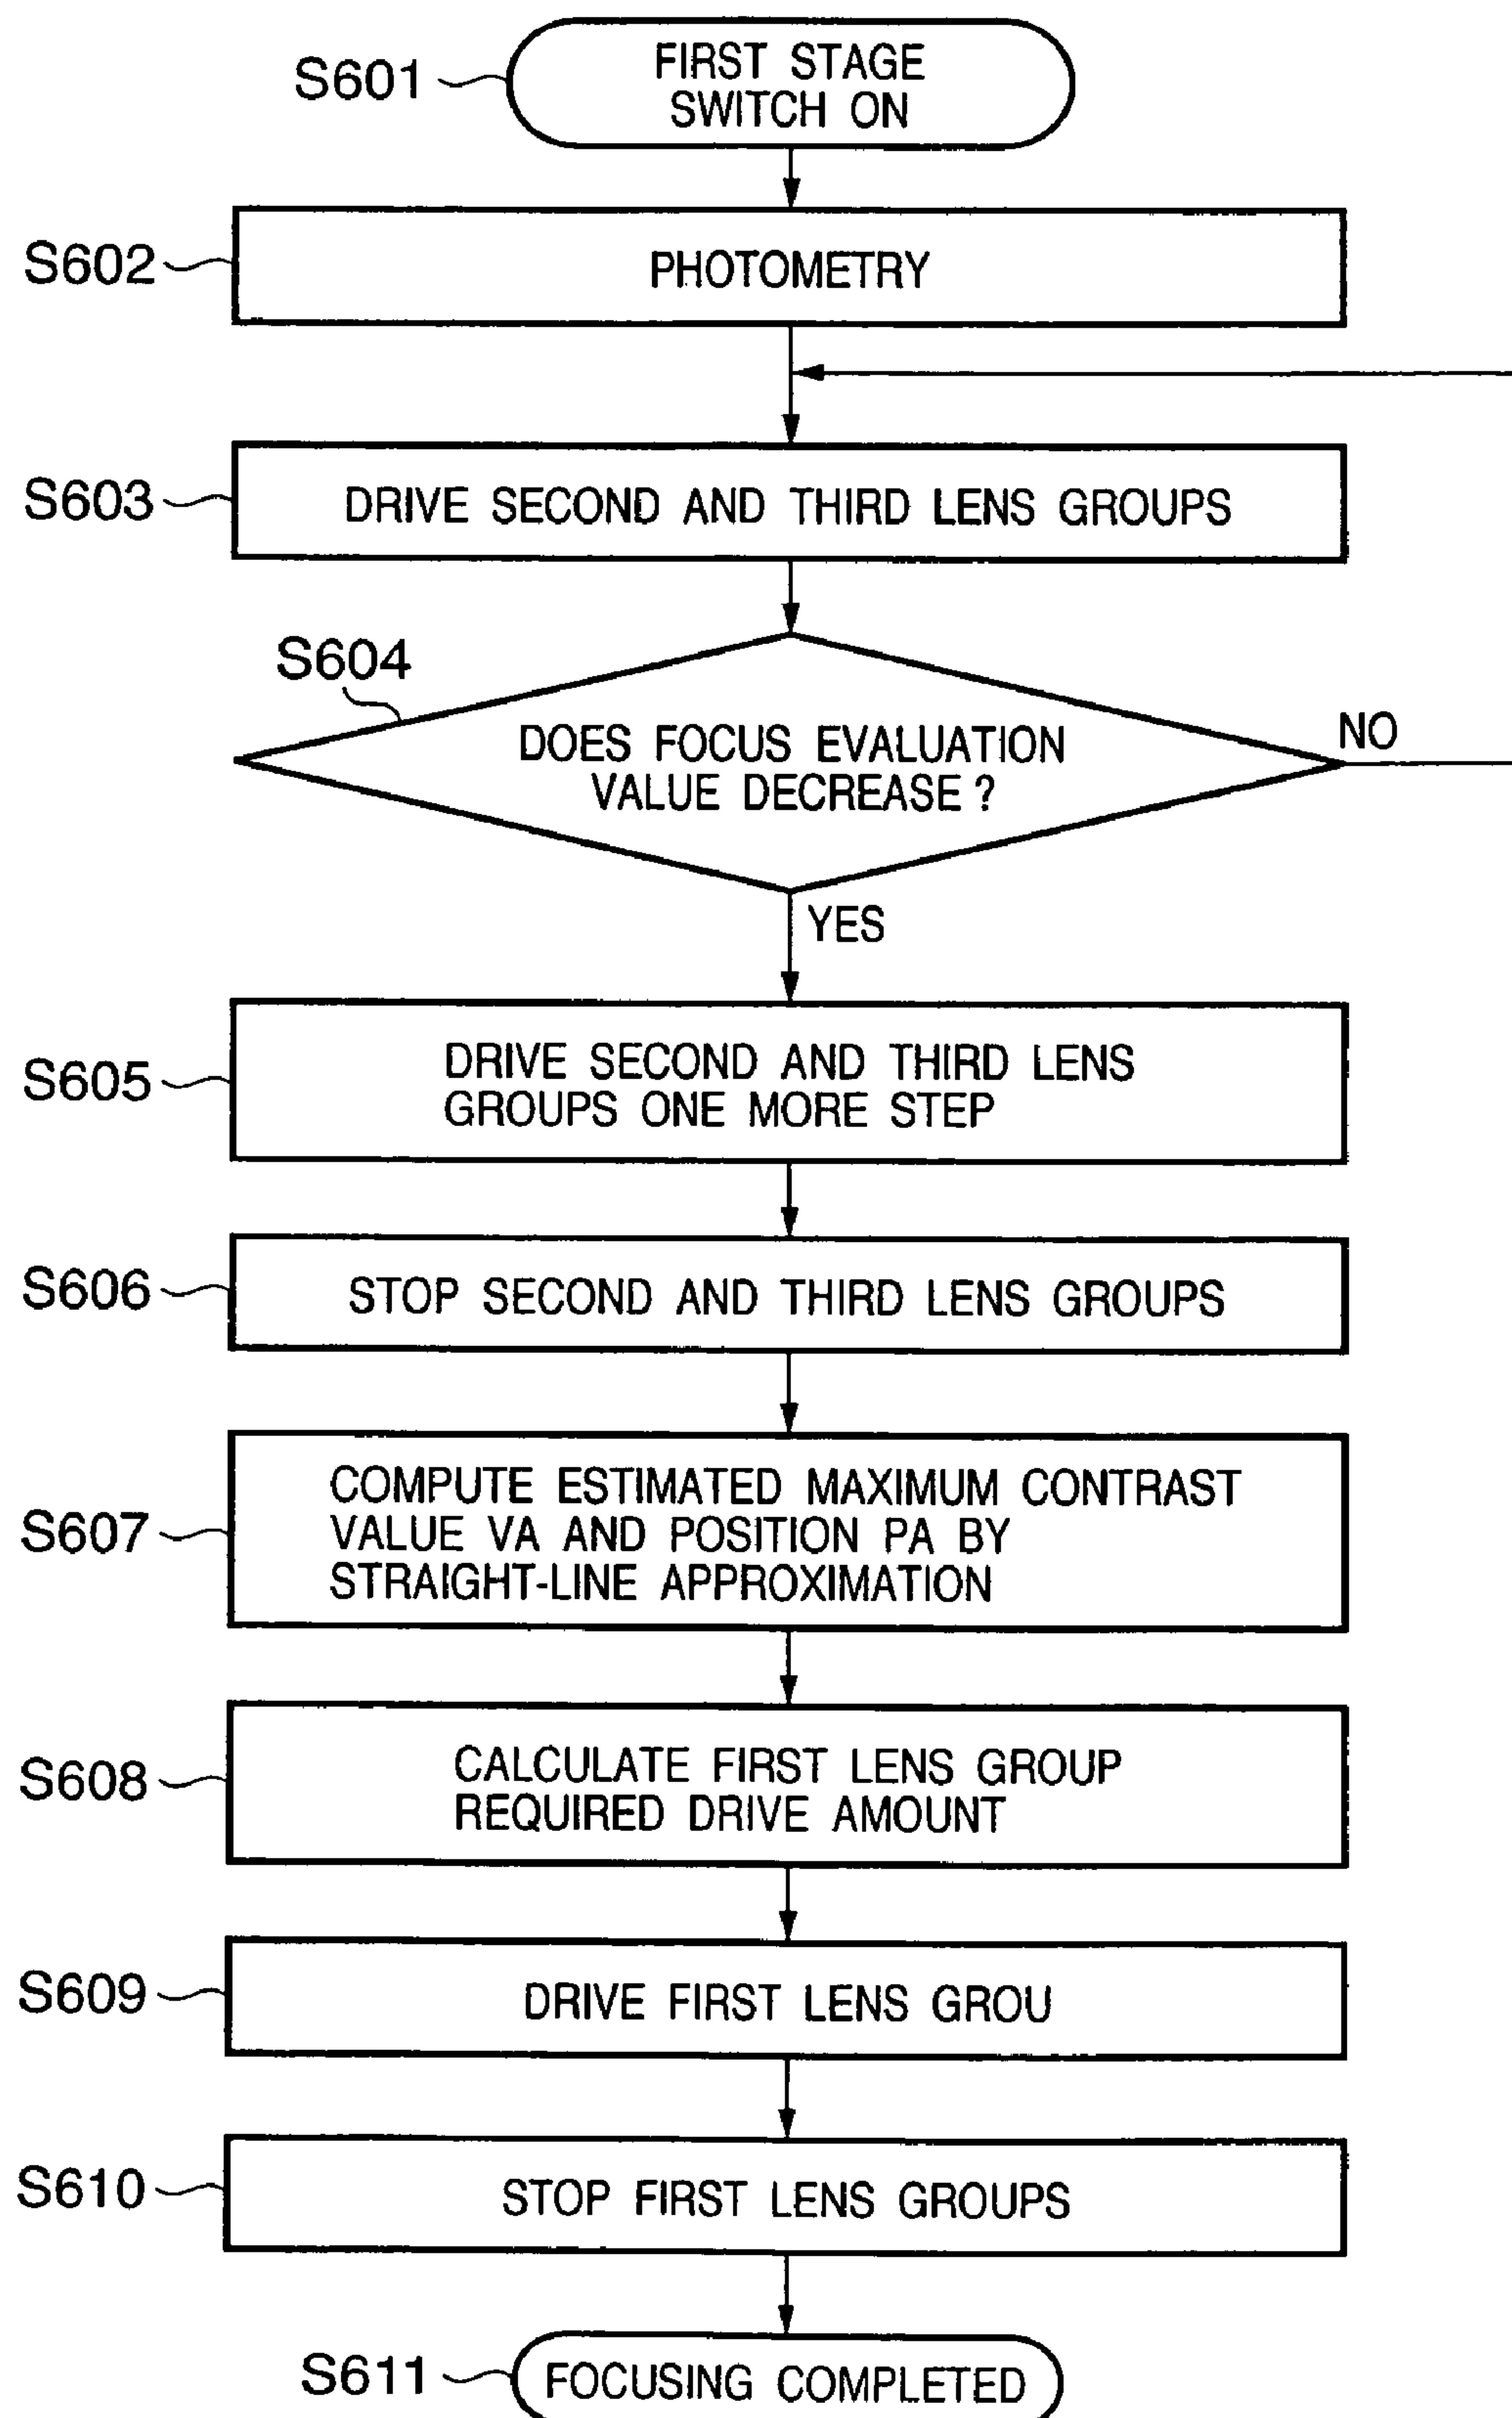 S601
FIRST STAGE
SWITCH ON
S602
PHOTOMETRY
S603
DRIVE SECOND AND THIRD LENS GROUPS
S604
DOES FOCUS EVALUATION
VALUE DECREASE ?
NO
YES
S605
DRIVE SECOND AND THIRD LENS
GROUPS ONE MORE STEP
S606
STOP SECOND AND THIRD LENS GROUPS
S607
COMPUTE ESTIMATED MAXIMUM CONTRAST
VALUE VA AND POSITION PA BY
STRAIGHT-LINE APPROXIMATION
S608
CALCULATE FIRST LENS GROUP
REQUIRED DRIVE AMOUNT
S609
DRIVE FIRST LENS GROU
S610
STOP FIRST LENS GROUPS
S611
FOCUSING COMPLETED